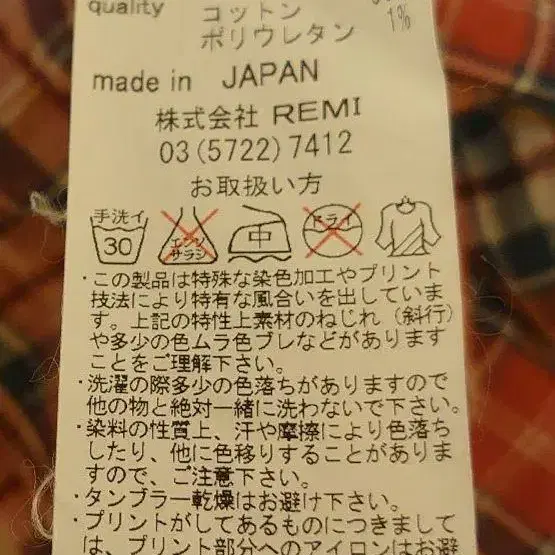 quality
コットン
ポリウレタン
1%
made in JAPAN
株式会社 REMI
03(5722)7412
お取扱い方
手洗イ
30
エンソ
サラシ
中
ドライ
・この製品は特殊な染色加工やプリント
技法により特有な風合いを出していま
す。上記の特性上素材のねじれ(斜行)
や多少の色ムラ色ブレなどがあります
ことをご理解下さい。
・洗濯の際多少の色落ちがありますので
他の物と絶対一緒に洗わないで下さい。
・染料の性質上、汗や摩擦により色落ち
したり、他に色移りすることがありま
すので、ご注意下さい。
・タンブラー乾燥はお避け下さい。
・プリントがしてあるものにつきまして
は、プリント部分へのアイロンはお避